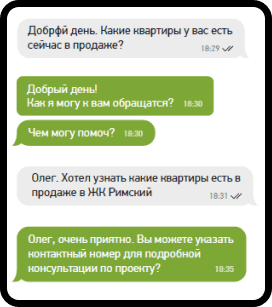 Добрфй день. Какие квартиры у вас есть
сейчас в продаже?
18:29
Добрый день!
Как я могу к вам обращатся? 18:30
Чем могу помоч? 18:30
Олег. Хотел узнать какие квартиры есть в
продаже в ЖК Римский
18:31
Олег, очень приятно. Вы можете указать
контактный номер для подробной
консультации по проекту? 18:35